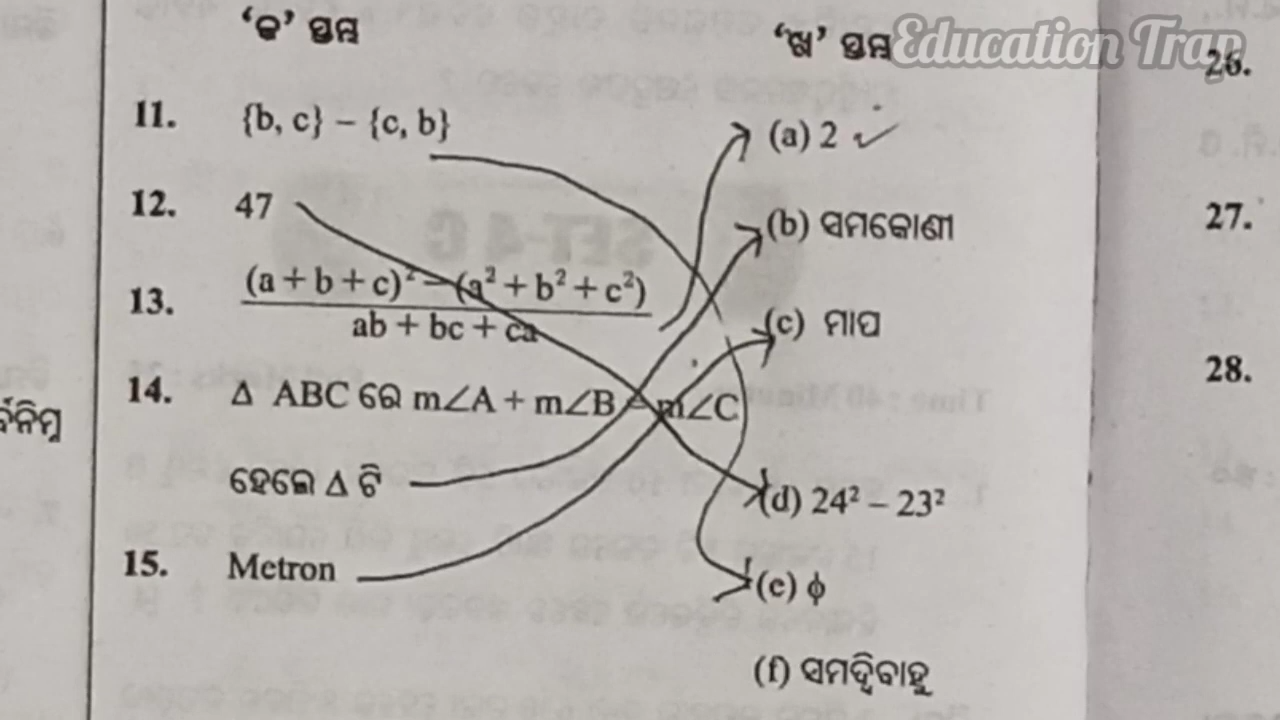 ‘କ’ ସ୍ତମ୍ଭ
‘ଖ’ ସ୍ତମ୍ଭ
Education Trap
26.
11. {b, c} – {c, b}
(a) 2 ✓
12. 47
(b) ସମକୋଣୀ
27.
13. (a + b + c)² – (a² + b² + c²)
ab + bc + ca
(c) ମାପ
14. Δ ABC ରେ m∠A + m∠B = m∠C
28.
ହେଲେ Δ ଟି
(d) 24² – 23²
15. Metron
(e) ϕ
(f) ସମଦ୍ୱିବାହୁ